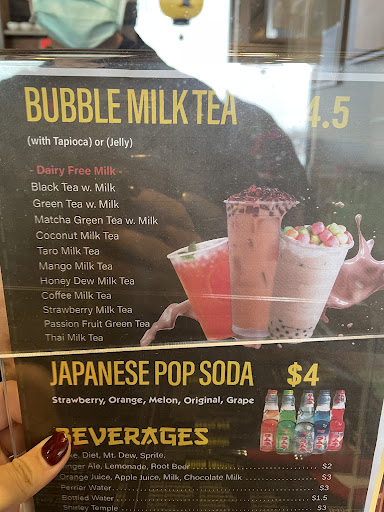 BUBBLE MILK TEA 4.5
(with Tapioca) or (Jelly)
- Dairy Free Milk -
Black Tea w. Milk
Green Tea w. Milk
Matcha Green Tea w. Milk
Coconut Milk Tea
Taro Milk Tea
Mango Milk Tea
Honey Dew Milk Tea
Coffee Milk Tea
Strawberry Milk Tea
Passion Fruit Green Tea
Thai Milk Tea
JAPANESE POP SODA $4
Strawberry, Orange, Melon, Original, Grape
BEVERAGES
ke, Diet, Mt. Dew, Sprite.
nger Ale, Lemonade, Root Beer $2
Orange Juice, Apple Juice, Milk, Chocolate Milk $3
Perrier Water $3
Bottled Water $1.5
Shirley Temple $3